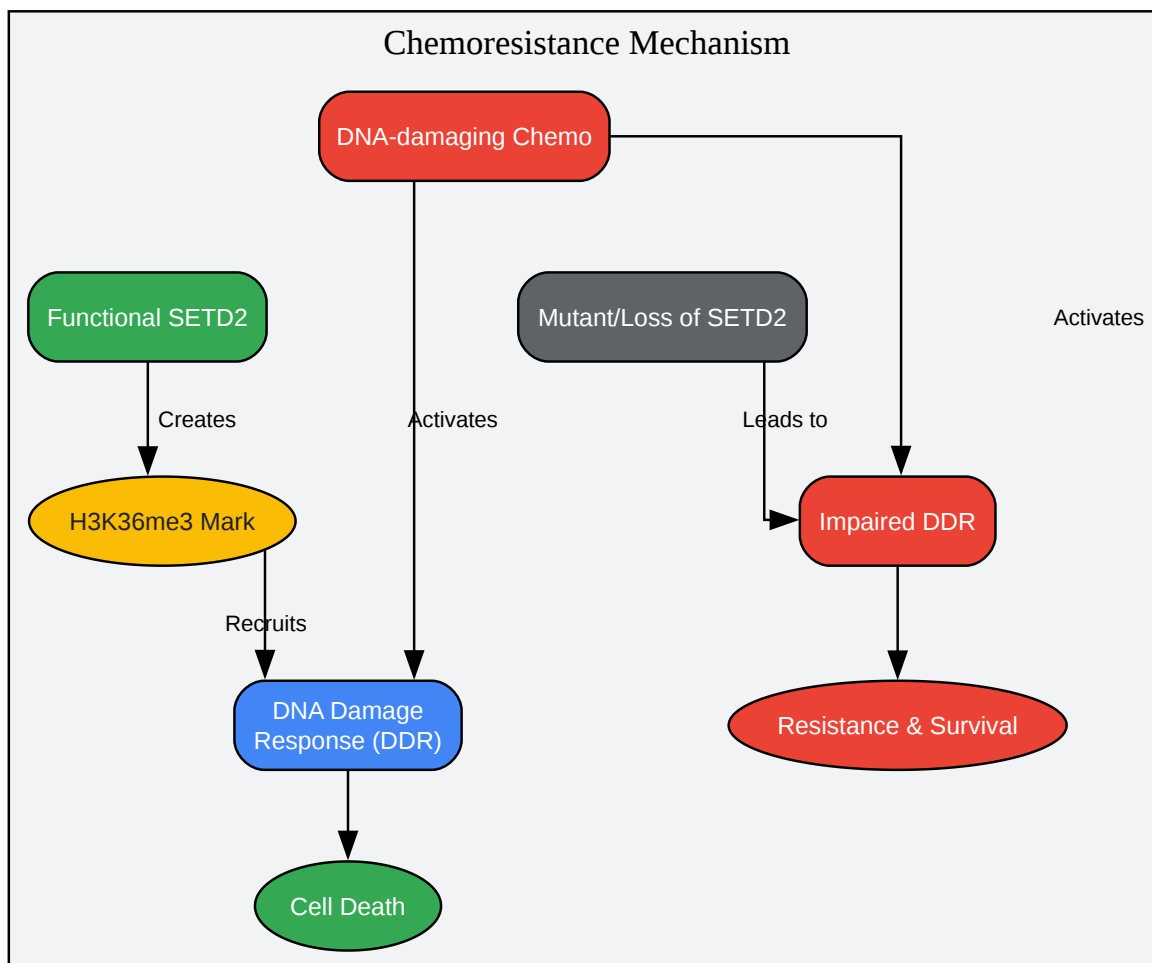 Chemoresistance Mechanism
DNA-damaging Chemo
Functional SETD2
Mutant/Loss of SETD2
Activates
Creates
Activates
Leads to
H3K36me3 Mark
Impaired DDR
Recruits
DNA Damage
Response (DDR)
Resistance & Survival
Cell Death